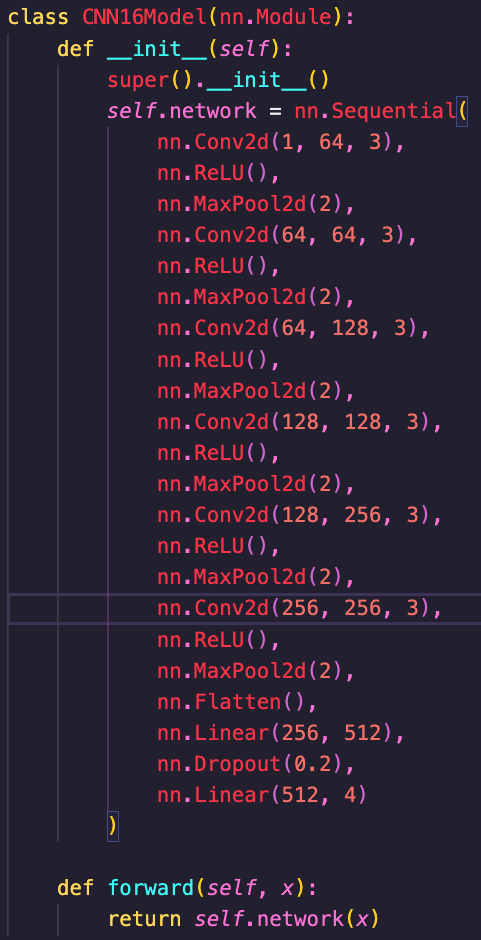 class CNN16Model(nn.Module):
    def __init__(self):
        super().__init__()
        self.network = nn.Sequential(
            nn.Conv2d(1, 64, 3),
            nn.ReLU(),
            nn.MaxPool2d(2),
            nn.Conv2d(64, 64, 3),
            nn.ReLU(),
            nn.MaxPool2d(2),
            nn.Conv2d(64, 128, 3),
            nn.ReLU(),
            nn.MaxPool2d(2),
            nn.Conv2d(128, 128, 3),
            nn.ReLU(),
            nn.MaxPool2d(2),
            nn.Conv2d(128, 256, 3),
            nn.ReLU(),
            nn.MaxPool2d(2),
            nn.Conv2d(256, 256, 3),
            nn.ReLU(),
            nn.MaxPool2d(2),
            nn.Flatten(),
            nn.Linear(256, 512),
            nn.Dropout(0.2),
            nn.Linear(512, 4)
        )
    def forward(self, x):
        return self.network(x)